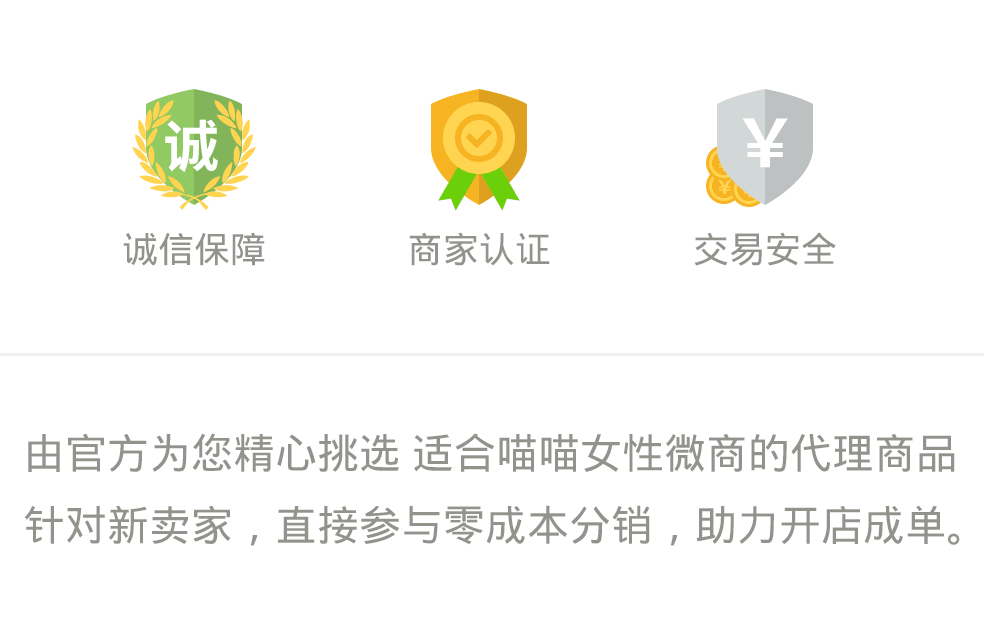 诚 ¥
诚信保障 商家认证 交易安全
由官方为您精心挑选 适合喵喵女性微商的代理商品
针对新卖家，直接参与零成本分销，助力开店成单。